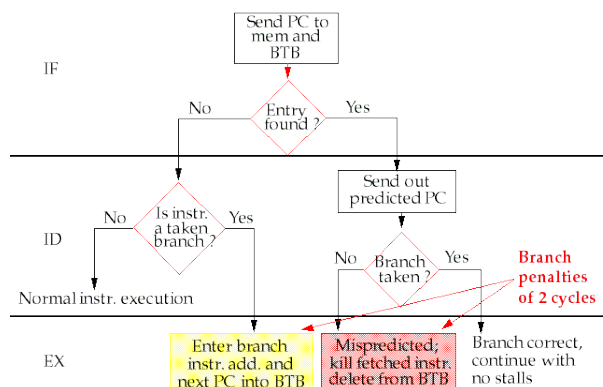 Send PC to
mem and
BTB
IF
No
Yes
Entry
found ?
Send out
predicted PC
Is instr.
a taken
branch ?
No
Yes
ID
No
Yes
Branch
taken ?
Branch
penalties
of 2 cycles
Normal instr. execution
EX
Enter branch
instr. add. and
next PC into BTB
Mispredicted;
kill fetched instr.
delete from BTB
Branch correct,
continue with
no stalls